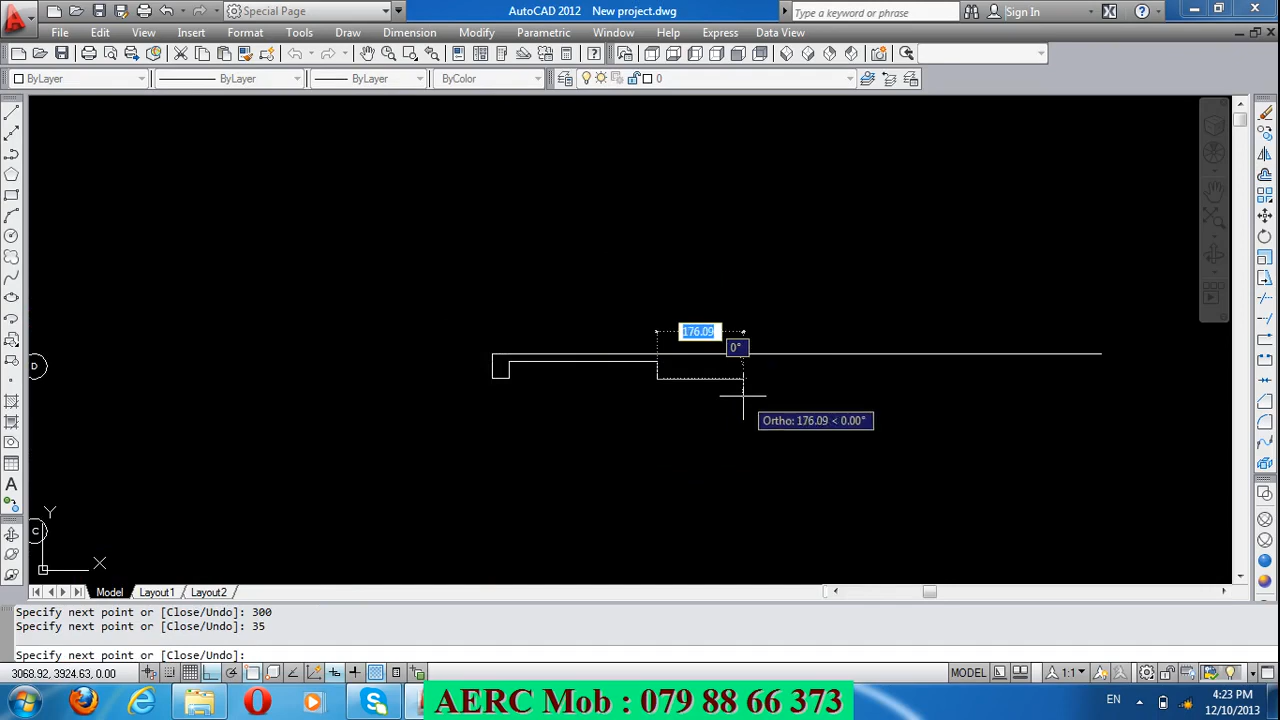 Special Page
AutoCAD 2012 New project.dwg
Type a keyword or phrase
Sign In
File Edit View Insert Format Tools Draw Dimension Modify Parametric Window Help Express Data View
ByLayer
ByLayer
ByLayer
ByColor
0
176.09
0°
D
Ortho: 176.09 < 0.00°
Y
C
X
Model Layout1 Layout2
Specify next point or [Close/Undo]: 300
Specify next point or [Close/Undo]: 35
Specify next point or [Close/Undo]:
3068.92, 3924.63, 0.00
MODEL
1:1
AERC Mob : 079 88 66 373
EN
4:23 PM
12/10/2013